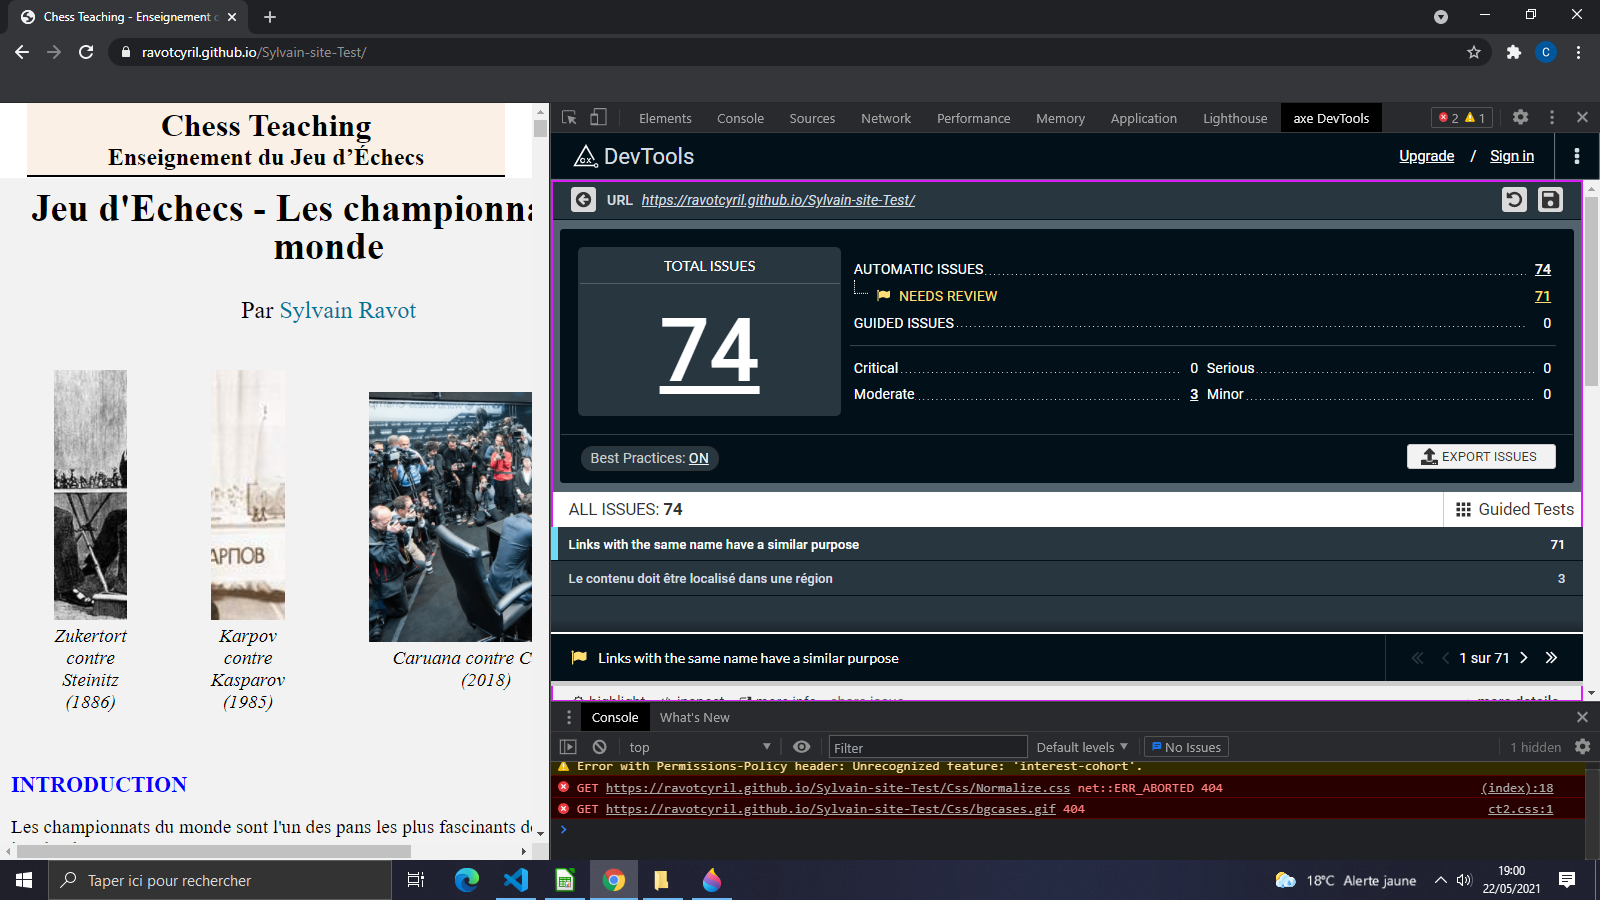 Chess Teaching - Enseignement d
ravotcyril.github.io/Sylvain-site-Test/
C
Chess Teaching
Enseignement du Jeu d’Échecs
Jeu d'Echecs - Les championna
monde
Par Sylvain Ravot
АРПОВ
Zukertort
contre
Steinitz
(1886)
Karpov
contre
Kasparov
(1985)
Caruana contre C
(2018)
INTRODUCTION
Les championnats du monde sont l'un des pans les plus fascinants d
Elements Console Sources Network Performance Memory Application Lighthouse axe DevTools 2 1
DevTools
Upgrade / Sign in
URL https://ravotcyril.github.io/Sylvain-site-Test/
TOTAL ISSUES
74
AUTOMATIC ISSUES 74
NEEDS REVIEW 71
GUIDED ISSUES 0
Critical 0 Serious 0
Moderate 3 Minor 0
Best Practices: ON
EXPORT ISSUES
ALL ISSUES: 74
Guided Tests
Links with the same name have a similar purpose 71
Le contenu doit être localisé dans une région 3
Links with the same name have a similar purpose
1 sur 71
highlight inspect more info share issue more details
Console What's New
top Filter Default levels No Issues 1 hidden
Error with Permissions-Policy header: Unrecognized feature: 'interest-cohort'.
GET https://ravotcyril.github.io/Sylvain-site-Test/Css/Normalize.css net::ERR_ABORTED 404 (index):18
GET https://ravotcyril.github.io/Sylvain-site-Test/Css/bgcases.gif 404 ct2.css:1
Taper ici pour rechercher
18°C Alerte jaune
19:00
22/05/2021